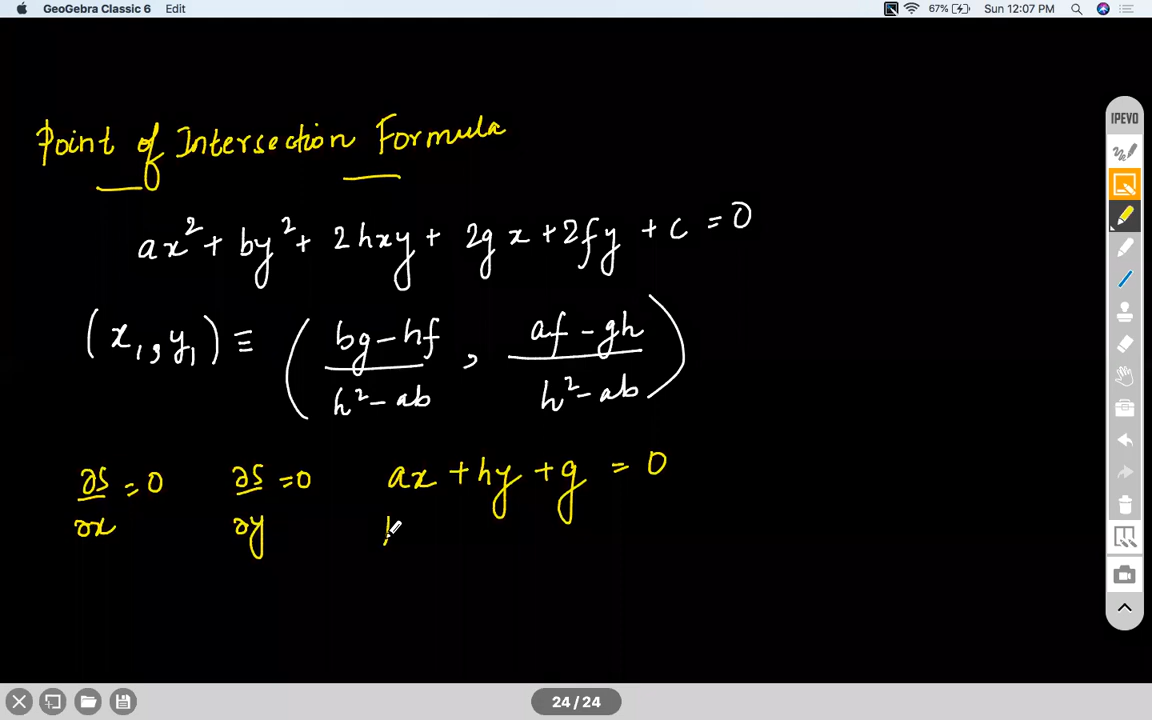 GeoGebra Classic 6 Edit 67% Sun 12:07 PM
IPEVO
Point of Intersection Formula
ax² + by² + 2hxy + 2gx + 2fy + c = 0
(x₁, y₁) ≡ ( bg - hf / h² - ab , af - gh / h² - ab )
∂S/∂x = 0 ∂S/∂y = 0 ax + hy + g = 0
24 / 24